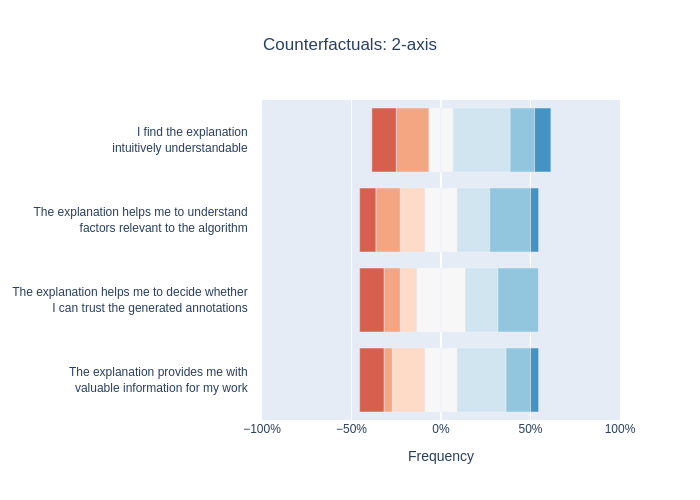 Counterfactuals: 2-axis
I find the explanation
intuitively understandable
The explanation helps me to understand
factors relevant to the algorithm
The explanation helps me to decide whether
I can trust the generated annotations
The explanation provides me with
valuable information for my work
−100%
−50%
0%
50%
100%
Frequency